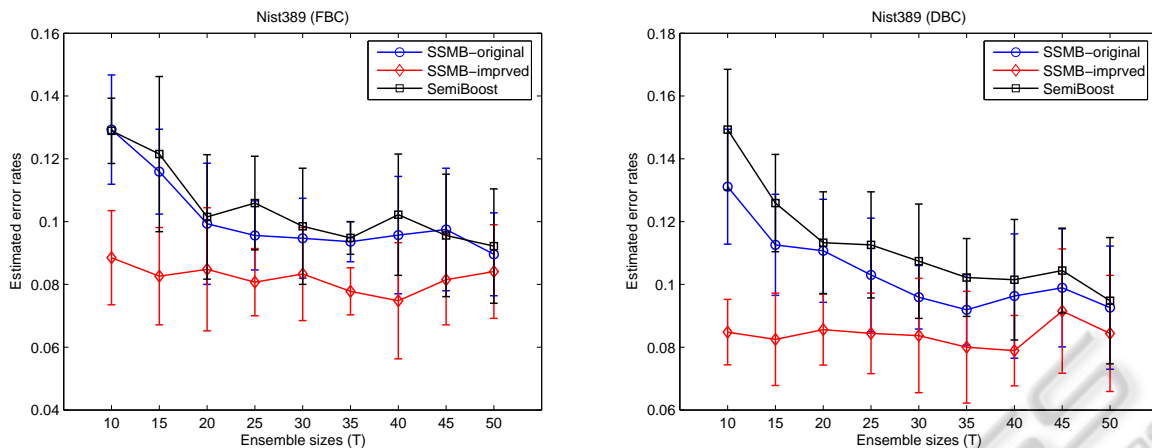 Nist389 (FBC)
0.16
0.14
0.12
0.1
0.08
0.06
0.04
Estimated error rates
10 15 20 25 30 35 40 45 50
Ensemble sizes (T)
SSMB−original
SSMB−imprved
SemiBoost
Nist389 (DBC)
0.18
0.16
0.14
0.12
0.1
0.08
0.06
Estimated error rates
10 15 20 25 30 35 40 45 50
Ensemble sizes (T)
SSMB−original
SSMB−imprved
SemiBoost